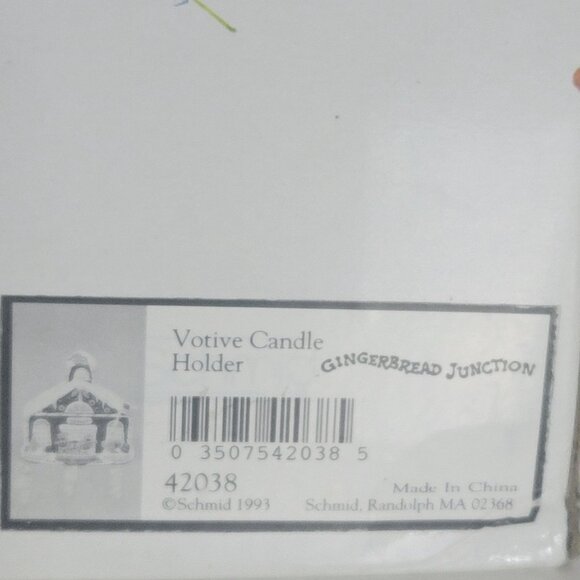 Votive Candle
Holder
GINGERBREAD JUNCTION
0 3507542038 5
42038
Made In China
©Schmid 1993
Schmid, Randolph MA 02368